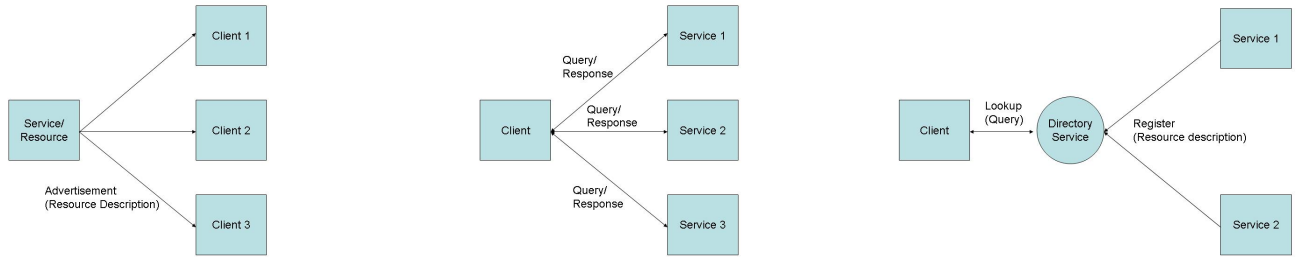 Client 1
Service/
Resource
Client 2
Advertisement
(Resource Description)
Client 3
Service 1
Query/
Response
Client
Query/
Response
Service 2
Query/
Response
Service 3
Service 1
Client
Lookup
(Query)
Directory
Service
Register
(Resource description)
Service 2